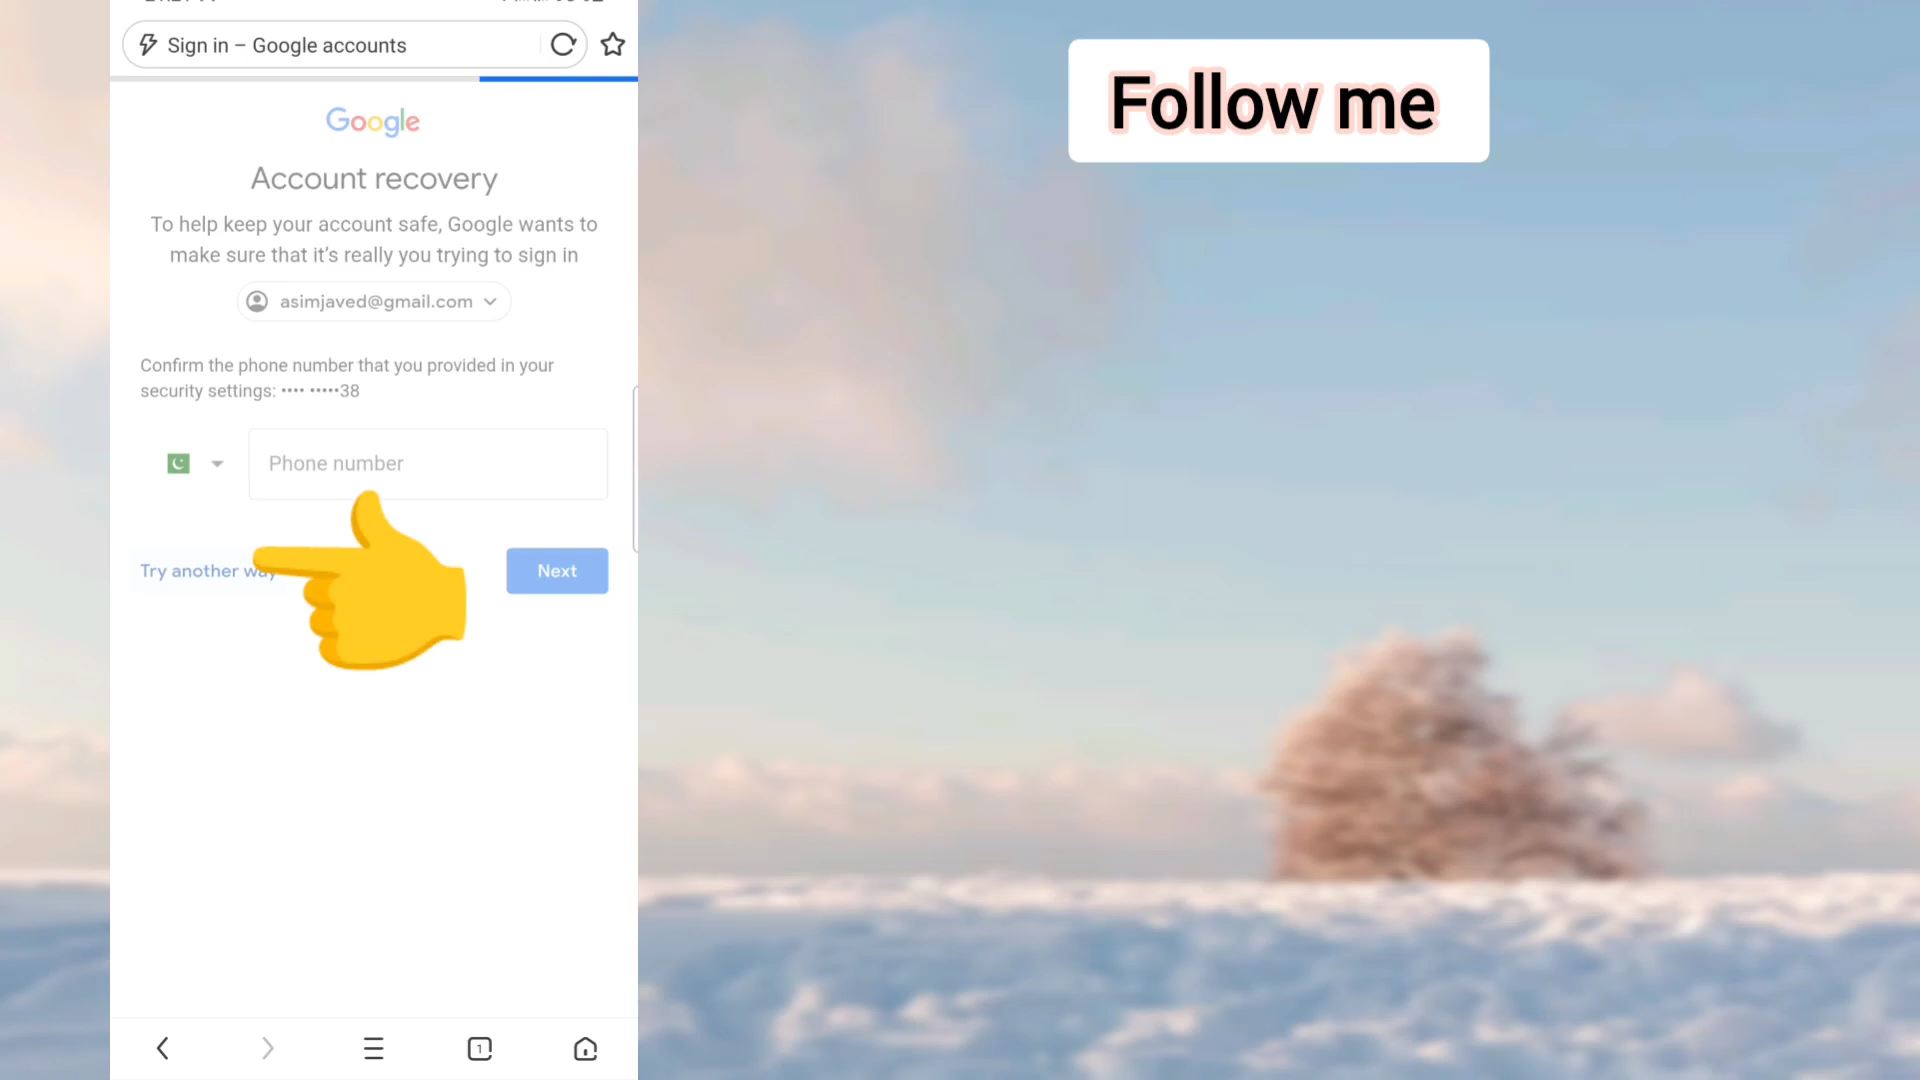 Sign in – Google accounts
Google
Account recovery
To help keep your account safe, Google wants to
make sure that it’s really you trying to sign in
asimjaved@gmail.com
Confirm the phone number that you provided in your
security settings: •••• •••••38
Phone number
Try another way
Next
1
Follow me